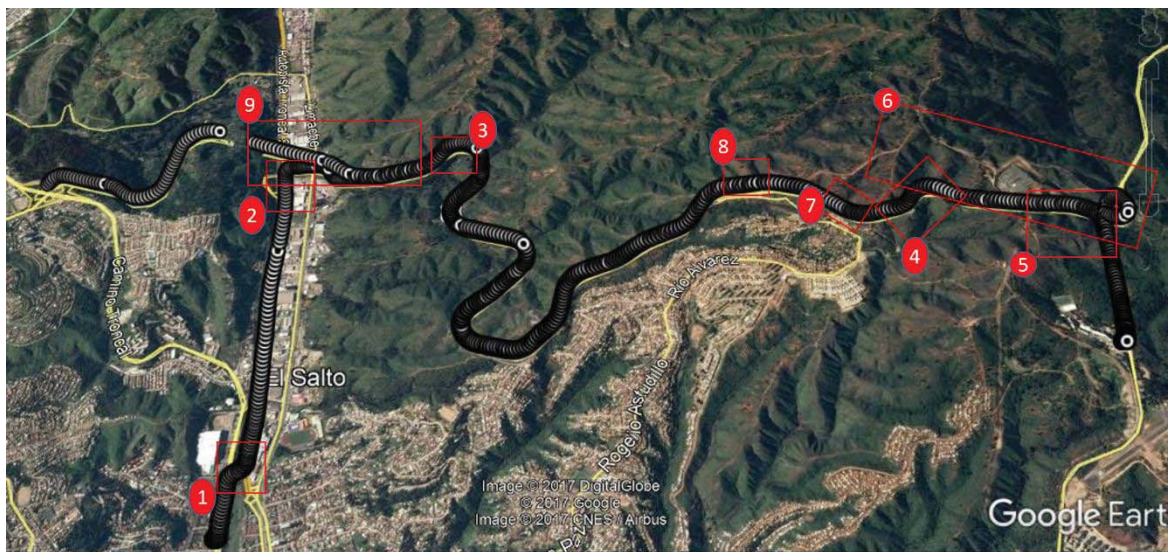 9
3
6
8
2
7
4
5
Camino Troncal
El Salto
Río Alvarez
Rogelio Astudillo
1
Image © 2017 DigitalGlobe
© 2017 Google
Image © 2017 CNES / Airbus
Google Eart